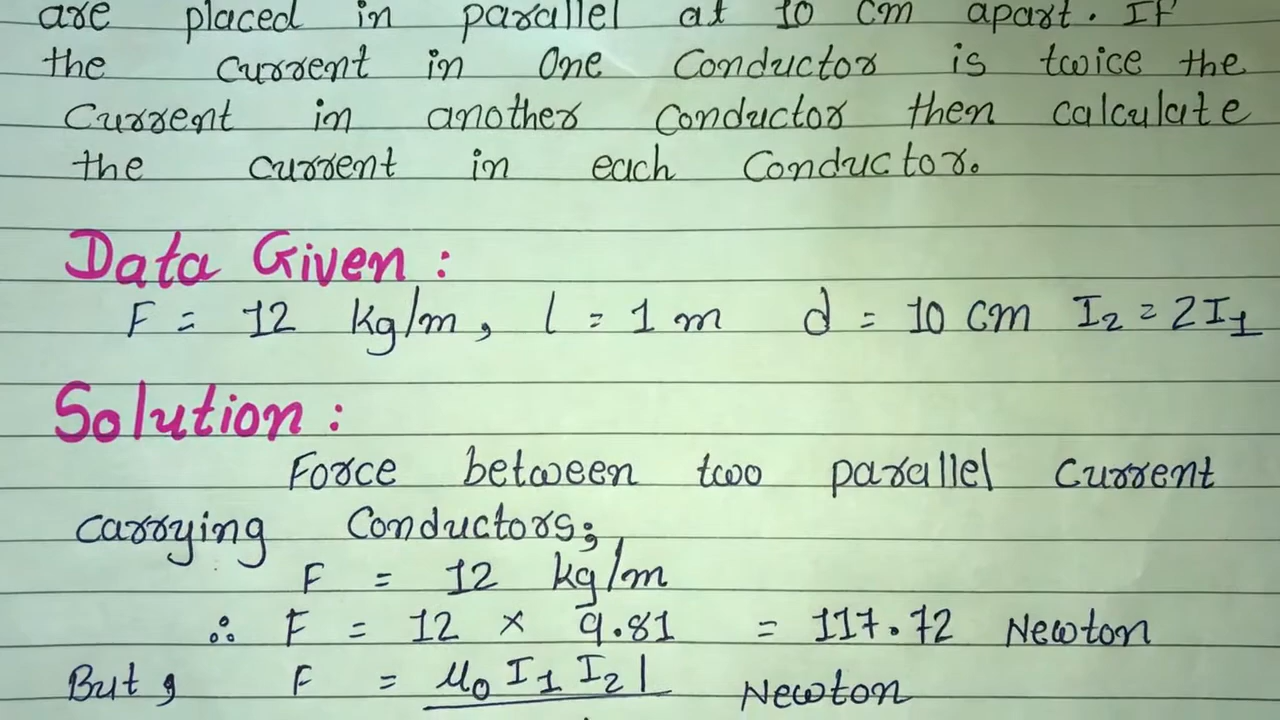 are placed in parallel at 10 cm apart. If
the current in One Conductor is twice the
Current in another Conductor then calculate
the current in each Conductor.
Data Given :
F = 12 kg/m, l = 1 m d = 10 cm I₂ = 2I₁
Solution :
Force between two parallel Current
carrying Conductors;
F = 12 kg/m
∴ F = 12 × 9.81 = 117.72 Newton
But, F = μ₀ I₁ I₂ l Newton